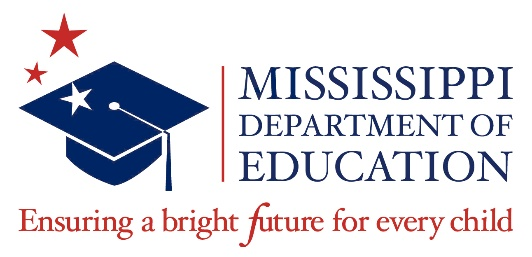 MISSISSIPPI
DEPARTMENT OF
EDUCATION
Ensuring a bright future for every child